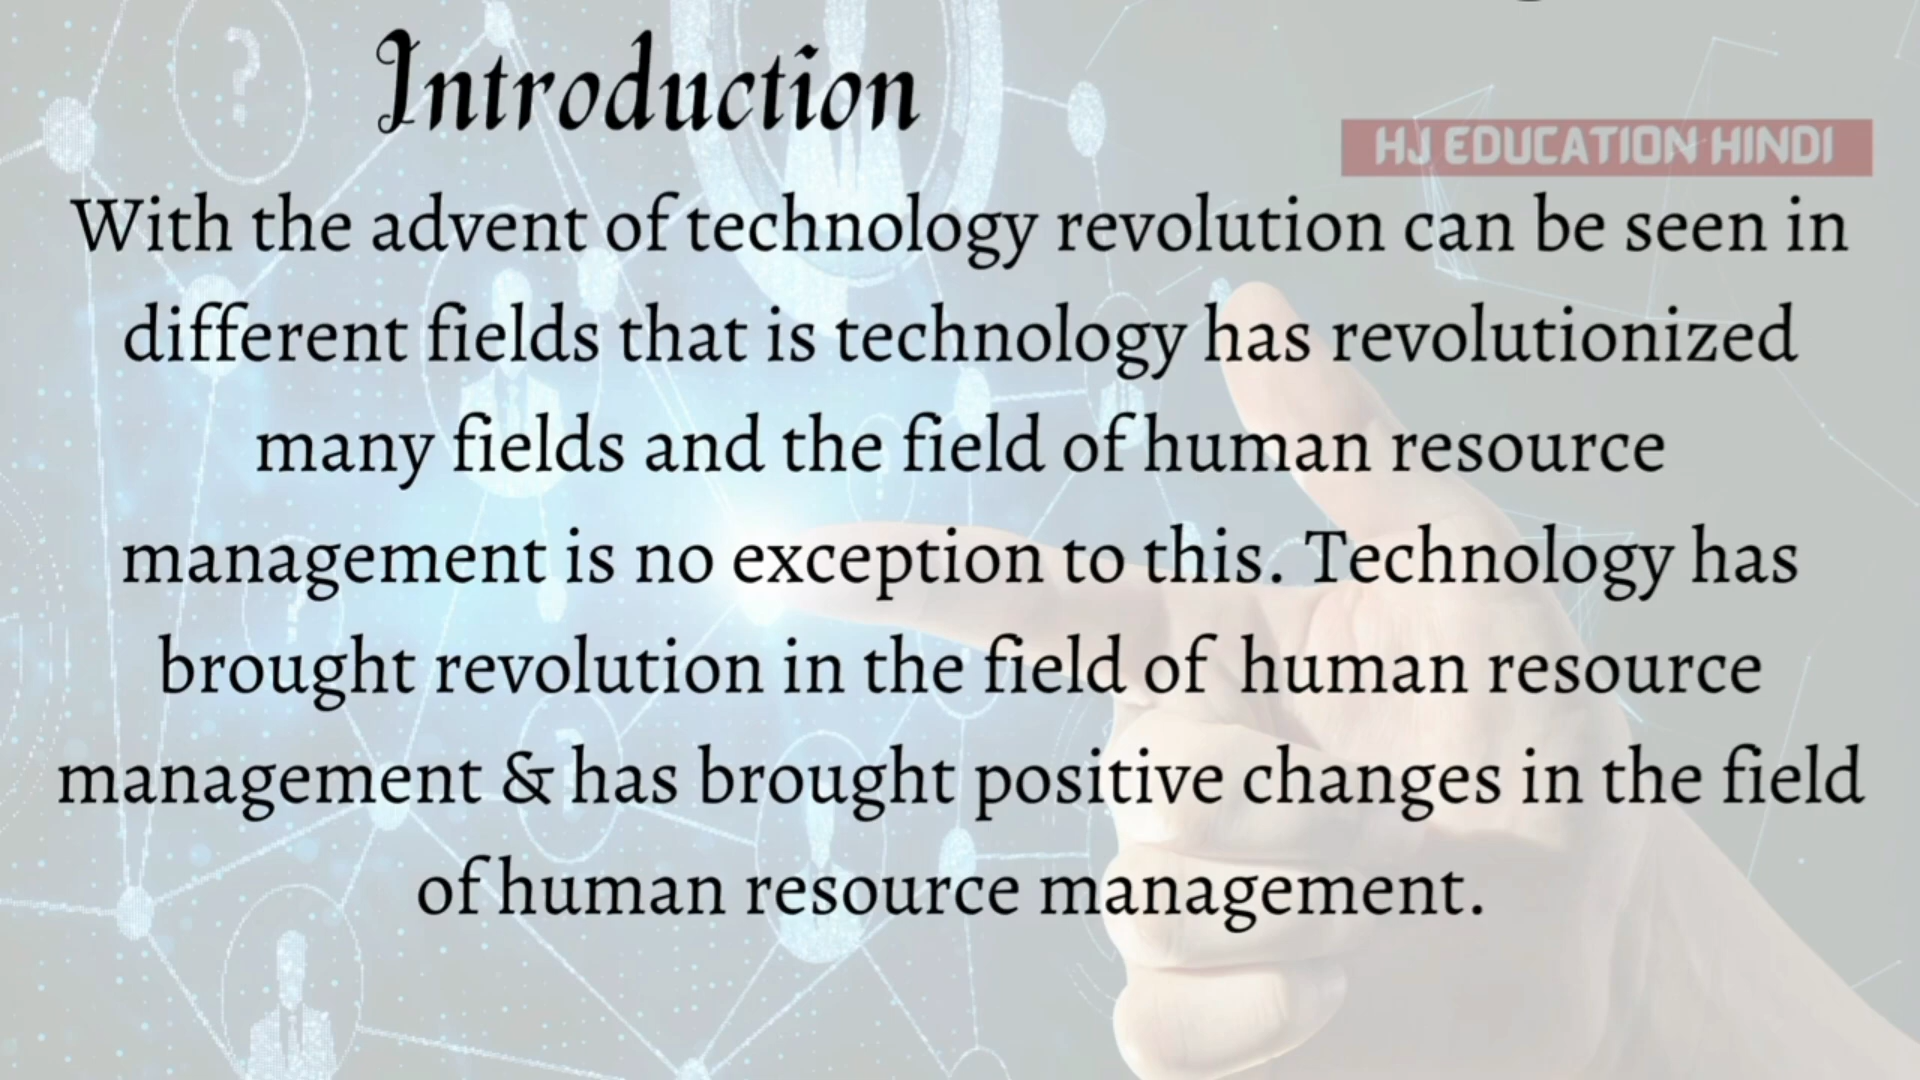 Introduction
HJ EDUCATION HINDI
With the advent of technology revolution can be seen in
different fields that is technology has revolutionized
many fields and the field of human resource
management is no exception to this. Technology has
brought revolution in the field of human resource
management & has brought positive changes in the field
of human resource management.